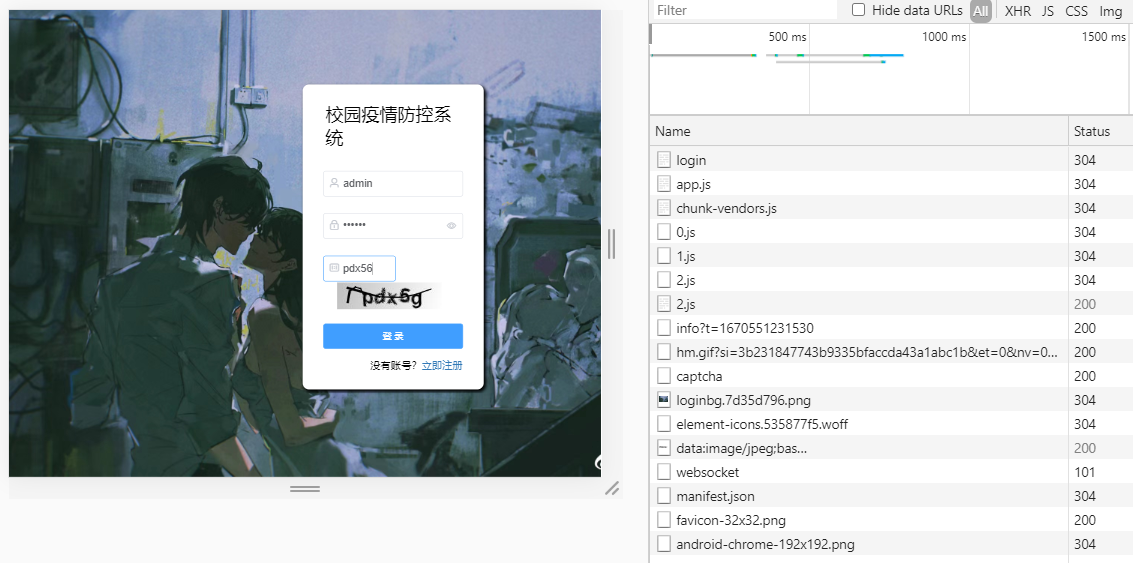 校园疫情防控系
统
admin
••••••
pdx56
登 录
没有账号？ 立即注册
Filter
Hide data URLs All XHR JS CSS Img
500 ms 1000 ms 1500 ms
Name Status
login 304
app.js 304
chunk-vendors.js 304
0.js 304
1.js 304
2.js 304
2.js 200
info?t=1670551231530 200
hm.gif?si=3b231847743b9335bfaccda43a1abc1b&et=0&nv=0... 200
captcha 200
loginbg.7d35d796.png 304
element-icons.535877f5.woff 304
data:image/jpeg;bas... 200
websocket 101
manifest.json 304
favicon-32x32.png 200
android-chrome-192x192.png 304